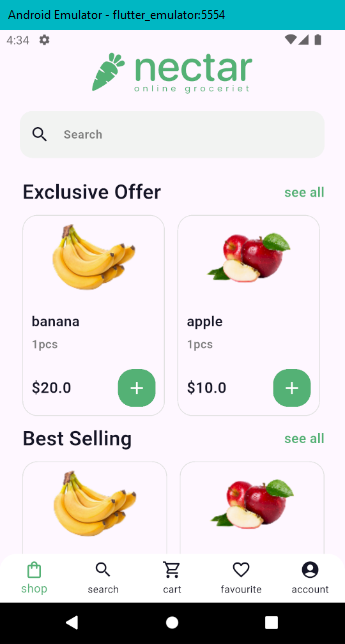 Android Emulator - flutter_emulator:5554
4:34
nectar
online groceriet
Search
Exclusive Offer see all
banana apple
1pcs 1pcs
$20.0 + $10.0 +
Best Selling see all
shop search cart favourite account